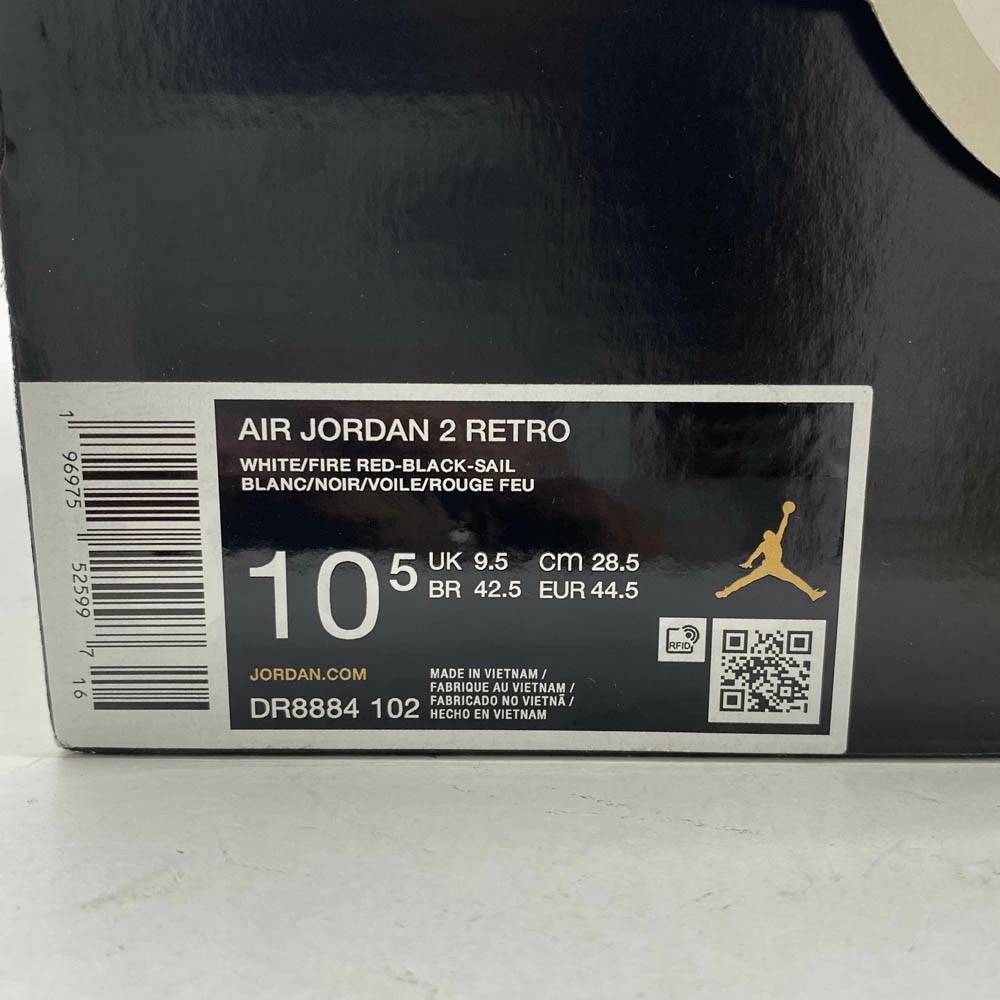 AIR JORDAN 2 RETRO
WHITE/FIRE RED-BLACK-SAIL
BLANC/NOIR/VOILE/ROUGE FEU
10 5
UK 9.5 CM 28.5
BR 42.5 EUR 44.5
RFID
JORDAN.COM
DR8884 102
MADE IN VIETNAM /
FABRIQUE AU VIETNAM /
FABRICADO NO VIETNÃ /
HECHO EN VIETNAM
1 96975 52599 7 16